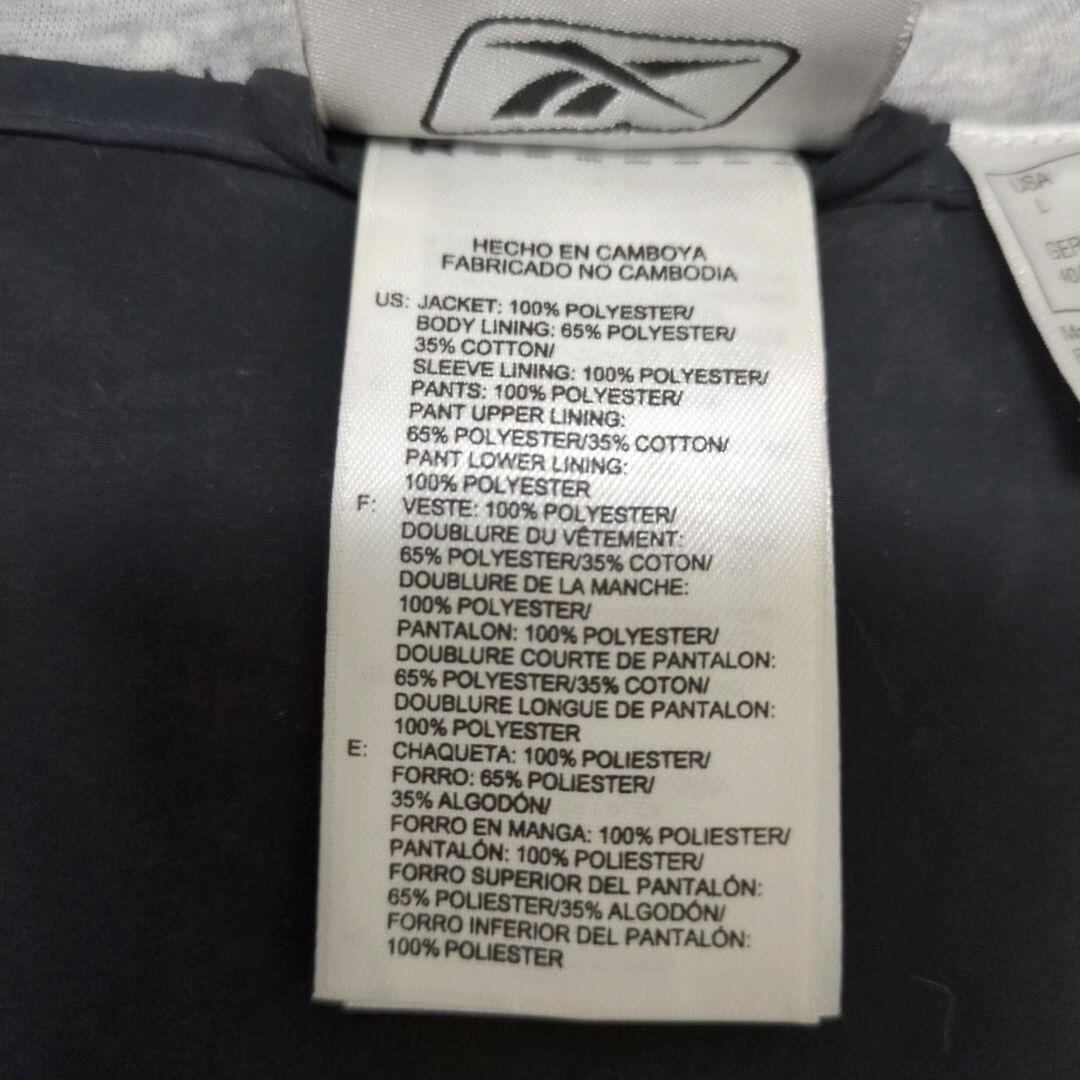 HECHO EN CAMBOYA
FABRICADO NO CAMBODIA
US: JACKET: 100% POLYESTER/
BODY LINING: 65% POLYESTER/
35% COTTON/
SLEEVE LINING: 100% POLYESTER/
PANTS: 100% POLYESTER/
PANT UPPER LINING:
65% POLYESTER/35% COTTON/
PANT LOWER LINING:
100% POLYESTER
F: VESTE: 100% POLYESTER/
DOUBLURE DU VÊTEMENT:
65% POLYESTER/35% COTON/
DOUBLURE DE LA MANCHE:
100% POLYESTER/
PANTALON: 100% POLYESTER/
DOUBLURE COURTE DE PANTALON:
65% POLYESTER/35% COTON/
DOUBLURE LONGUE DE PANTALON:
100% POLYESTER
E: CHAQUETA: 100% POLIESTER/
FORRO: 65% POLIESTER/
35% ALGODÓN/
FORRO EN MANGA: 100% POLIESTER/
PANTALÓN: 100% POLIESTER/
FORRO SUPERIOR DEL PANTALÓN:
65% POLIESTER/35% ALGODÓN/
FORRO INFERIOR DEL PANTALÓN:
100% POLIESTER
USA
L